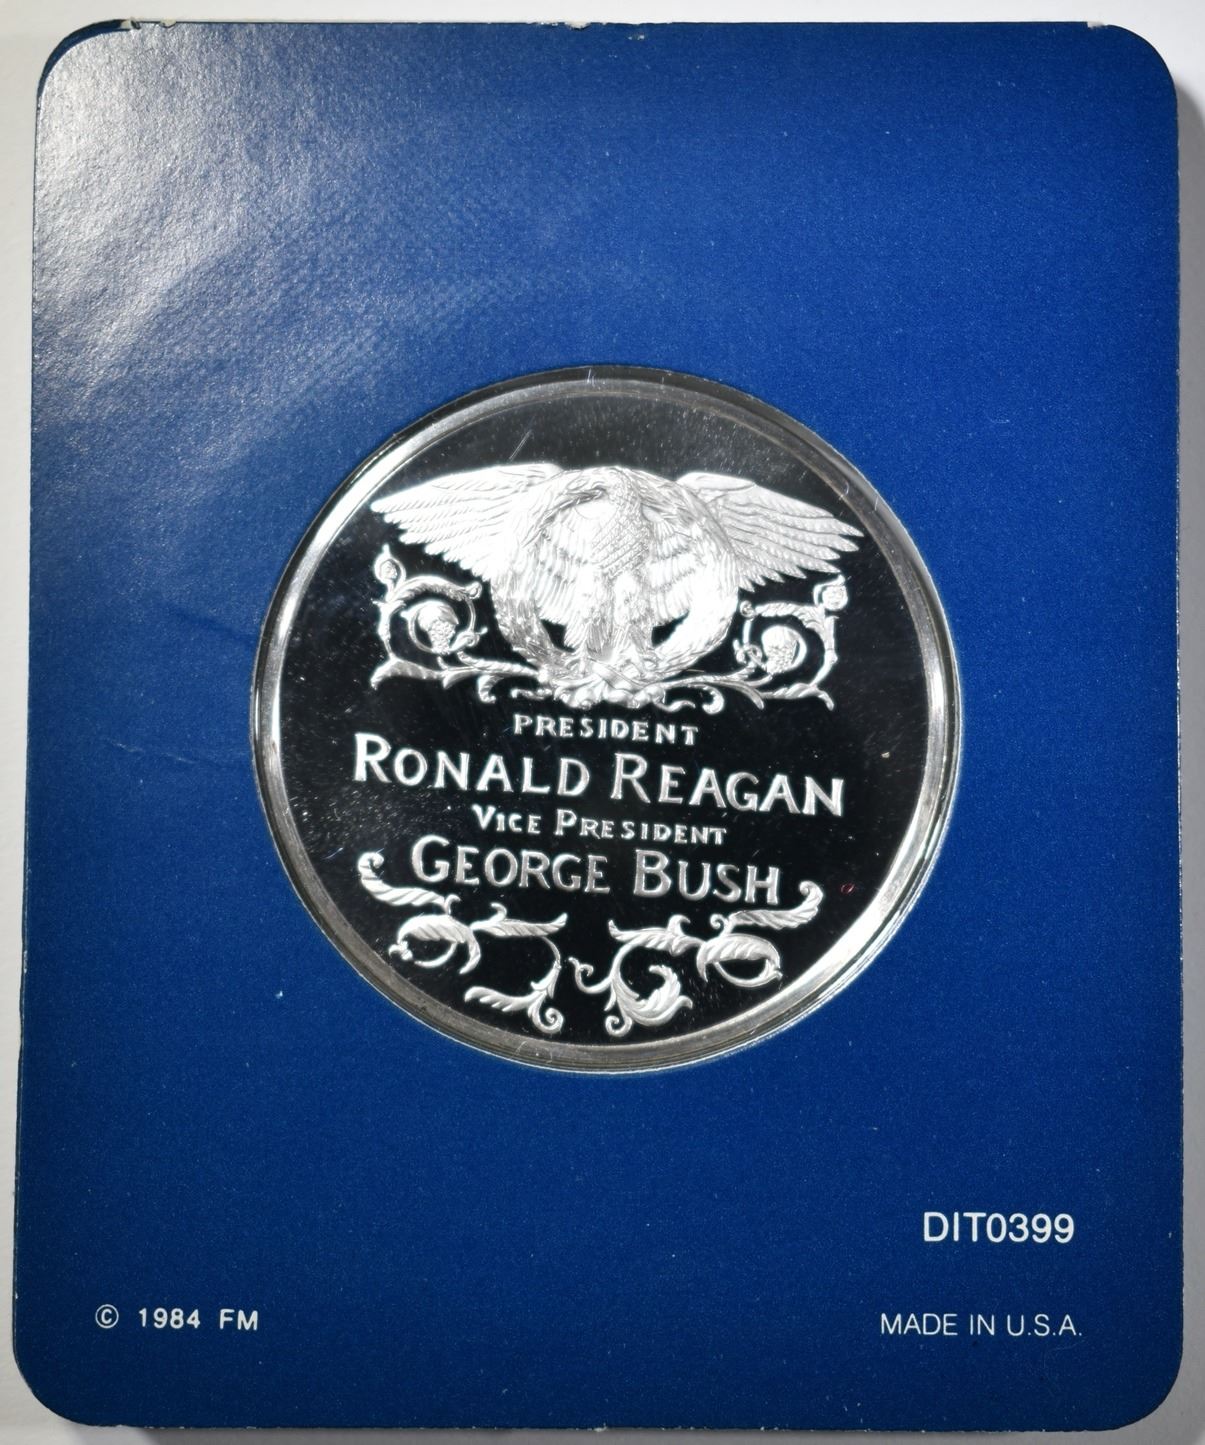 PRESIDENT
RONALD REAGAN
VICE PRESIDENT
GEORGE BUSH
DIT0399
© 1984 FM
MADE IN U.S.A.